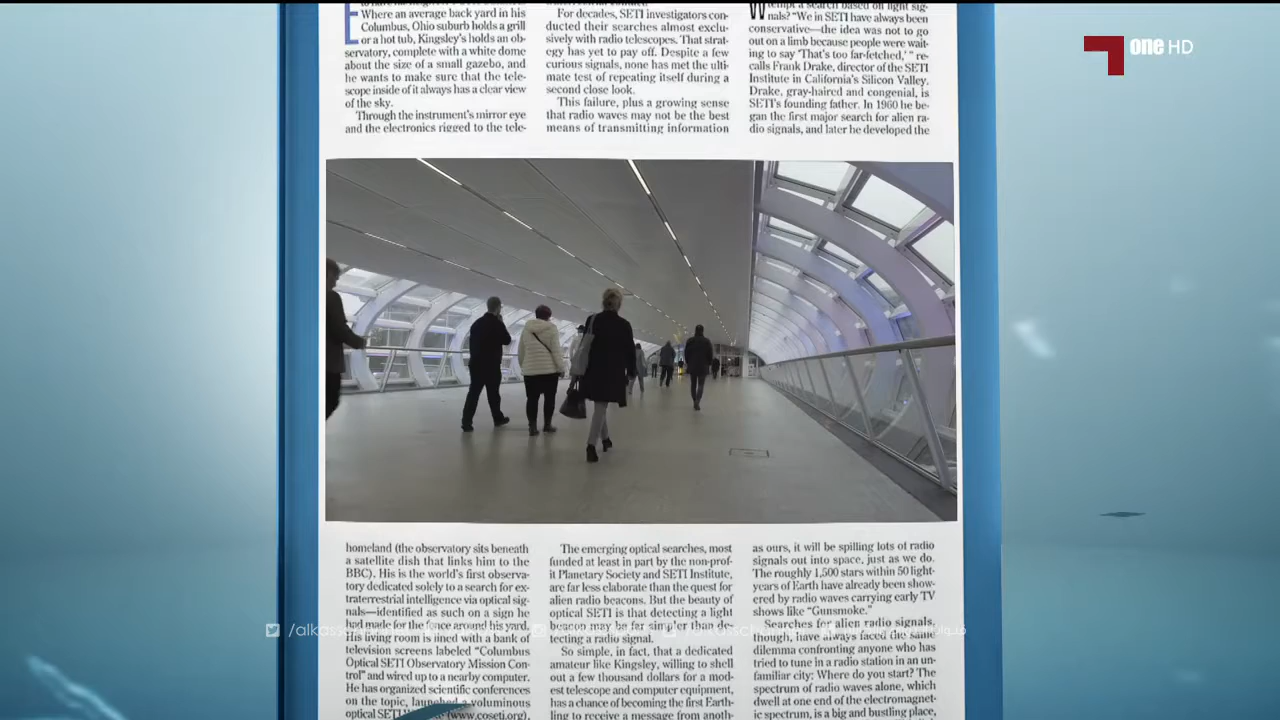 Where an average back yard in his
Columbus, Ohio suburb holds a grill
or a hot tub, Kingsley's holds an ob-
servatory, complete with a white dome
about the size of a small gazebo, and
he wants to make sure that the tele-
scope inside of it always has a clear view
of the sky.
Through the instrument's mirror eye
and the electronics rigged to the tele-
For decades, SETI investigators con-
ducted their searches almost exclu-
sively with radio telescopes. That strat-
egy has yet to pay off. Despite a few
curious signals, none has met the ulti-
mate test of repeating itself during a
second close look.
This failure, plus a growing sense
that radio waves may not be the best
means of transmitting information
tempt a search based on light sig-
nals? "We in SETI have always been
conservative—the idea was not to go
out on a limb because people were wait-
ing to say 'That's too far-fetched,' " re-
calls Frank Drake, director of the SETI
Institute in California's Silicon Valley.
Drake, gray-haired and congenial, is
SETI's founding father. In 1960 he be-
gan the first major search for alien ra-
dio signals, and later he developed the
one HD
homeland (the observatory sits beneath
a satellite dish that links him to the
BBC). His is the world's first observa-
tory dedicated solely to a search for ex-
traterrestrial intelligence via optical sig-
nals—identified as such on a sign he
had made for the fence around his yard.
His living room is lined with a bank of
television screens labeled "Columbus
Optical SETI Observatory Mission Con-
trol" and wired up to a nearby computer.
He has organized scientific conferences
on the topic, launched a voluminous
optical SETI (www.coseti.org),
The emerging optical searches, most
funded at least in part by the non-prof-
it Planetary Society and SETI Institute,
are far less elaborate than the quest for
alien radio beacons. But the beauty of
optical SETI is that detecting a light
beacon may be far simpler than de-
tecting a radio signal.
So simple, in fact, that a dedicated
amateur like Kingsley, willing to shell
out a few thousand dollars for a mod-
est telescope and computer equipment,
has a chance of becoming the first Earth-
ling to receive a message from anoth-
as ours, it will be spilling lots of radio
signals out into space, just as we do.
The roughly 1,500 stars within 50 light-
years of Earth have already been show-
ered by radio waves carrying early TV
shows like "Gunsmoke."
Searches for alien radio signals,
though, have always faced the same
dilemma confronting anyone who has
tried to tune in a radio station in an un-
familiar city: Where do you start? The
spectrum of radio waves alone, which
dwell at one end of the electromagnet-
ic spectrum, is a big and bustling place,